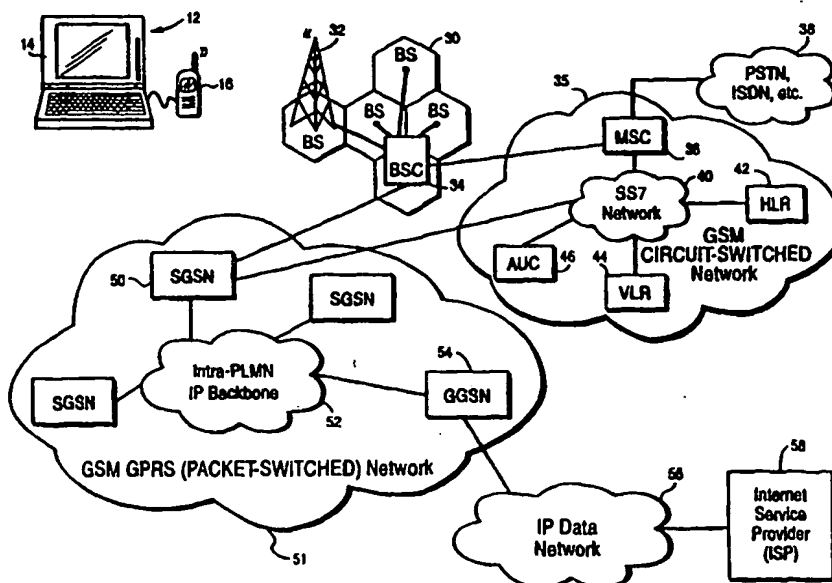 12
14
16
32
30
BS
BS
BS
BS
BSC
34
38
PSTN,
ISDN, etc.
35
MSC
36
40
42
SS7
Network
HLR
GSM
CIRCUIT-SWITCHED
Network
AUC
46
44
VLR
50
SGSN
SGSN
SGSN
Intra-PLMN
IP Backbone
52
54
GGSN
GSM GPRS (PACKET-SWITCHED) Network
51
56
IP Data
Network
58
Internet
Service
Provider
(ISP)